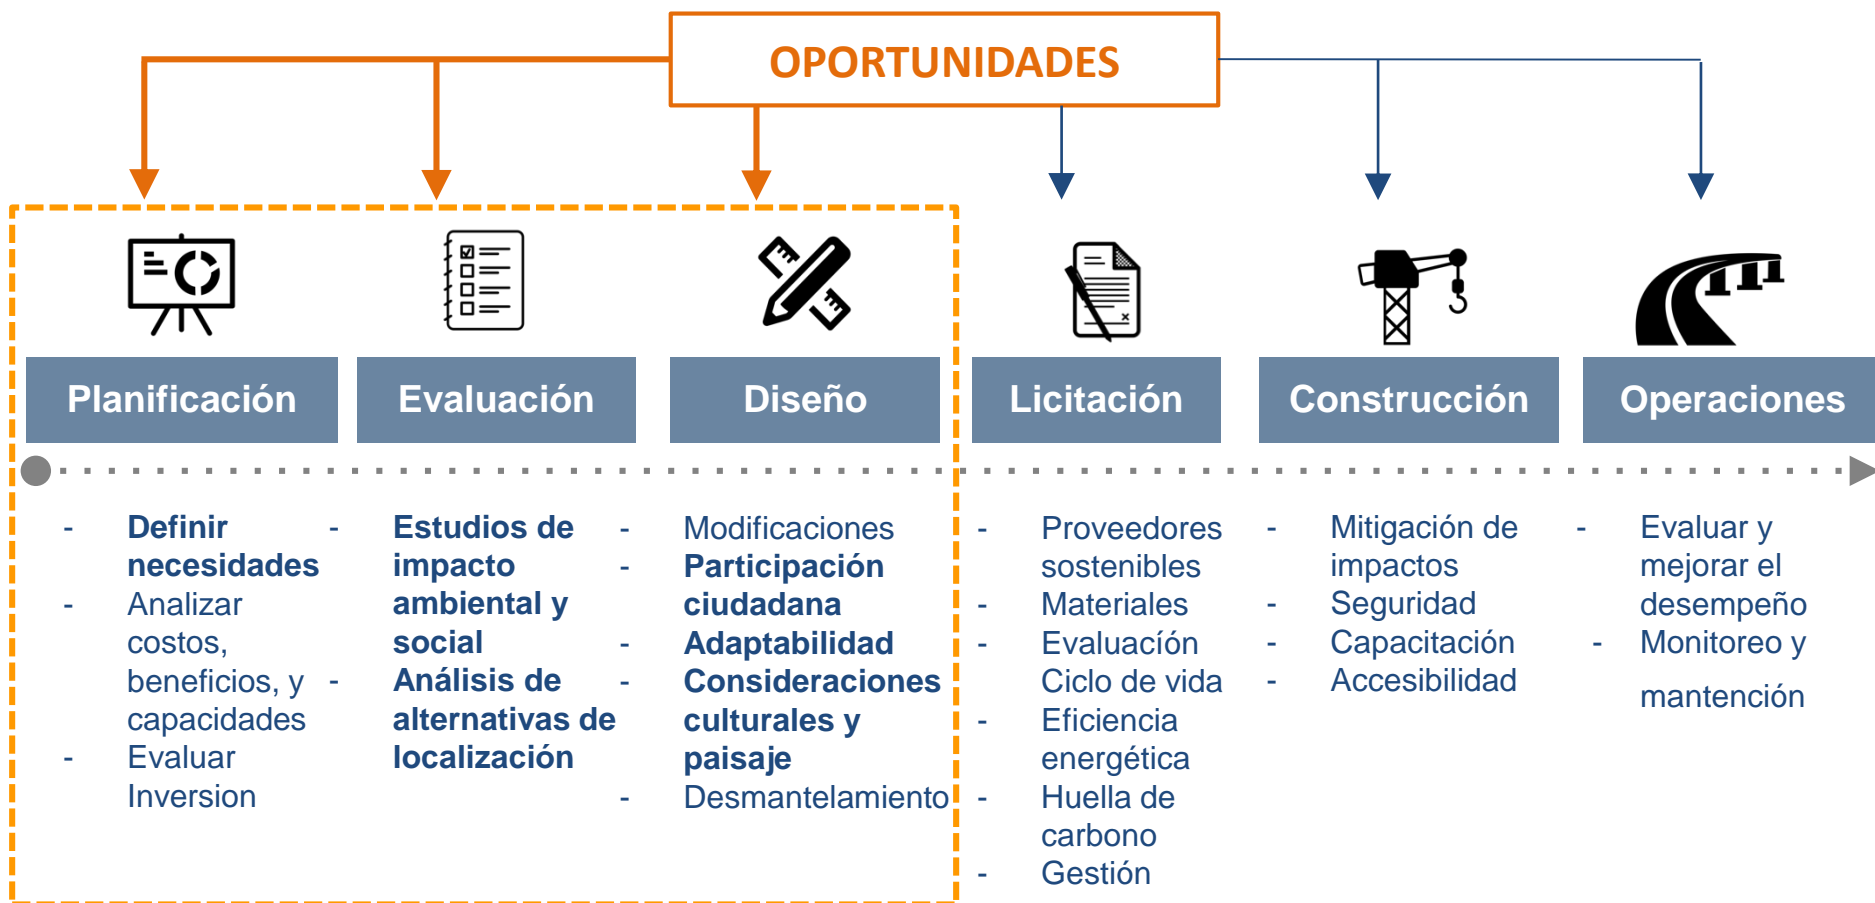 OPORTUNIDADES
Planificación
Evaluación
Diseño
Licitación
Construcción
Operaciones
- Definir
necesidades
- Analizar
costos,
beneficios, y
capacidades
- Evaluar
Inversion
- Estudios de
impacto
ambiental y
social
- Análisis de
alternativas de
localización
- Modificaciones
- Participación
ciudadana
- Adaptabilidad
- Consideraciones
culturales y
paisaje
- Desmantelamiento
- Proveedores
sostenibles
- Materiales
- Evaluacíón
Ciclo de vida
- Eficiencia
energética
- Huella de
carbono
- Gestión
- Mitigación de
impactos
- Seguridad
- Capacitación
- Accesibilidad
- Evaluar y
mejorar el
desempeño
- Monitoreo y
mantención